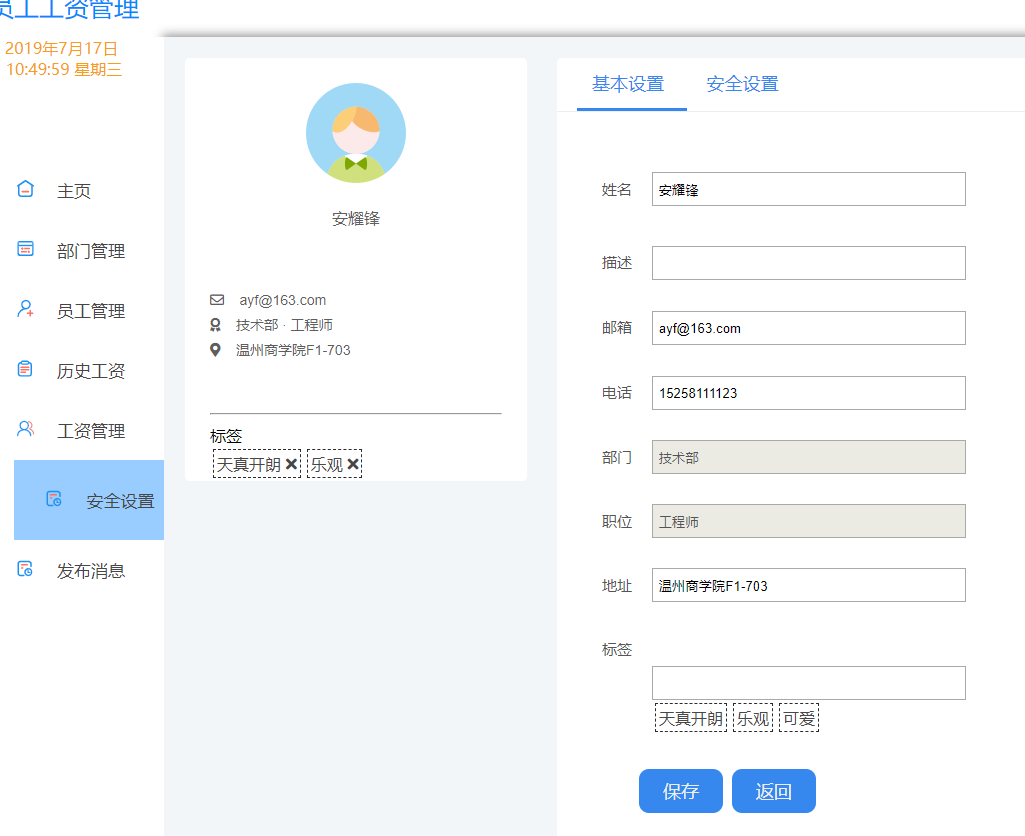 员工工资管理
2019年7月17日
10:49:59 星期三
主页
部门管理
员工管理
历史工资
工资管理
安全设置
发布消息
安耀锋
ayf@163.com
技术部 · 工程师
温州商学院F1-703
标签
天真开朗 乐观
基本设置 安全设置
姓名 安耀锋
描述
邮箱 ayf@163.com
电话 15258111123
部门 技术部
职位 工程师
地址 温州商学院F1-703
标签
天真开朗 乐观 可爱
保存 返回